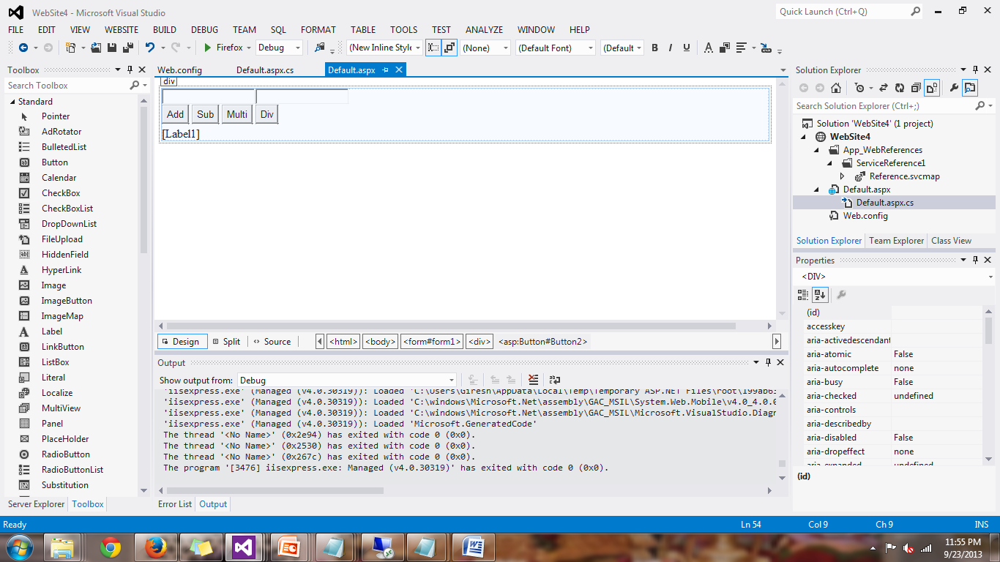 WebSite4 - Microsoft Visual Studio
Quick Launch (Ctrl+Q)
FILE EDIT VIEW WEBSITE BUILD DEBUG TEAM SQL FORMAT TABLE TOOLS TEST ANALYZE WINDOW HELP
Firefox Debug (New Inline Style (None) (Default Font) (Default B I U A
Toolbox
Search Toolbox
Standard
Pointer
AdRotator
BulletedList
Button
Calendar
CheckBox
CheckBoxList
DropDownList
FileUpload
HiddenField
HyperLink
Image
ImageButton
ImageMap
Label
LinkButton
ListBox
Literal
Localize
MultiView
Panel
PlaceHolder
RadioButton
RadioButtonList
Substitution
Server Explorer Toolbox
Web.config Default.aspx.cs Default.aspx
div
Add Sub Multi Div
[Label1]
Design Split Source <html> <body> <form#form1> <div> <asp:Button#Button2>
Output
Show output from: Debug
'iisexpress.exe' (Managed (v4.0.30319)): Loaded 'C:\Users\Giresh\AppData\Local\Temp\Temporary ASP.NET Files\root\199ab63
'iisexpress.exe' (Managed (v4.0.30319)): Loaded 'C:\windows\Microsoft.Net\assembly\GAC_MSIL\System.Web.Mobile\v4.0_4.0.0
'iisexpress.exe' (Managed (v4.0.30319)): Loaded 'C:\windows\Microsoft.Net\assembly\GAC_MSIL\Microsoft.VisualStudio.Diagr
'iisexpress.exe' (Managed (v4.0.30319)): Loaded 'Microsoft.GeneratedCode'
The thread '<No Name>' (0x2e94) has exited with code 0 (0x0).
The thread '<No Name>' (0x2530) has exited with code 0 (0x0).
The thread '<No Name>' (0x267c) has exited with code 0 (0x0).
The program '[3476] iisexpress.exe: Managed (v4.0.30319)' has exited with code 0 (0x0).
Error List Output
Solution Explorer
Search Solution Explorer (Ctrl+;)
Solution 'WebSite4' (1 project)
WebSite4
App_WebReferences
ServiceReference1
Reference.svcmap
Default.aspx
Default.aspx.cs
Web.config
Solution Explorer Team Explorer Class View
Properties
<DIV>
(id)
accesskey
aria-activedescendant
aria-atomic False
aria-autocomplete none
aria-busy False
aria-checked undefined
aria-controls
aria-describedby
aria-disabled False
aria-dropeffect none
aria-expanded undefined
(id)
Ready Ln 54 Col 9 Ch 9 INS
11:55 PM
9/23/2013